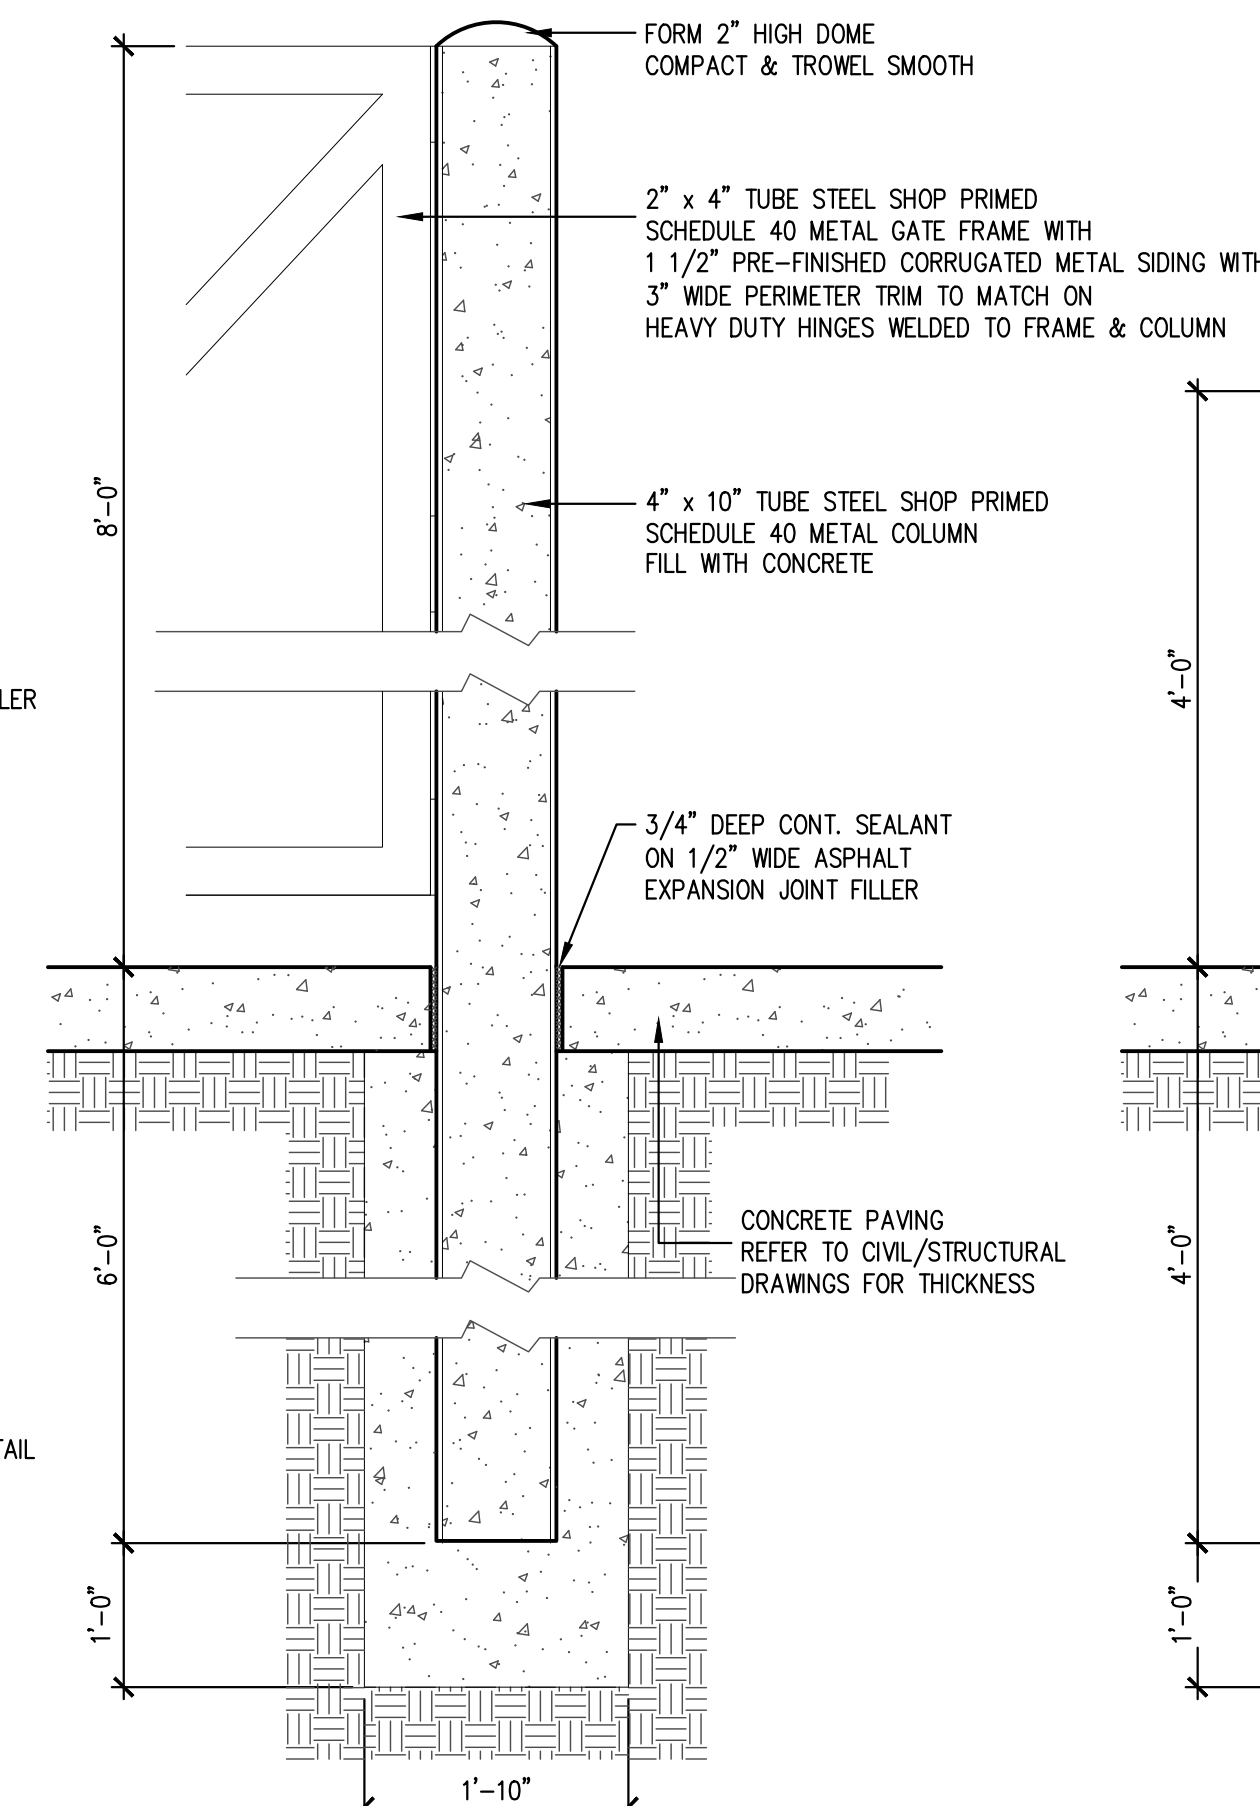 FORM 2" HIGH DOME
COMPACT & TROWEL SMOOTH
2" x 4" TUBE STEEL SHOP PRIMED
SCHEDULE 40 METAL GATE FRAME WITH
1 1/2" PRE-FINISHED CORRUGATED METAL SIDING WITH
3" WIDE PERIMETER TRIM TO MATCH ON
HEAVY DUTY HINGES WELDED TO FRAME & COLUMN
8'-0"
4" x 10" TUBE STEEL SHOP PRIMED
SCHEDULE 40 METAL COLUMN
FILL WITH CONCRETE
4'-0"
LER
3/4" DEEP CONT. SEALANT
ON 1/2" WIDE ASPHALT
EXPANSION JOINT FILLER
CONCRETE PAVING
REFER TO CIVIL/STRUCTURAL
DRAWINGS FOR THICKNESS
6'-0"
4'-0"
TAIL
1'-0"
1'-0"
1'-10"